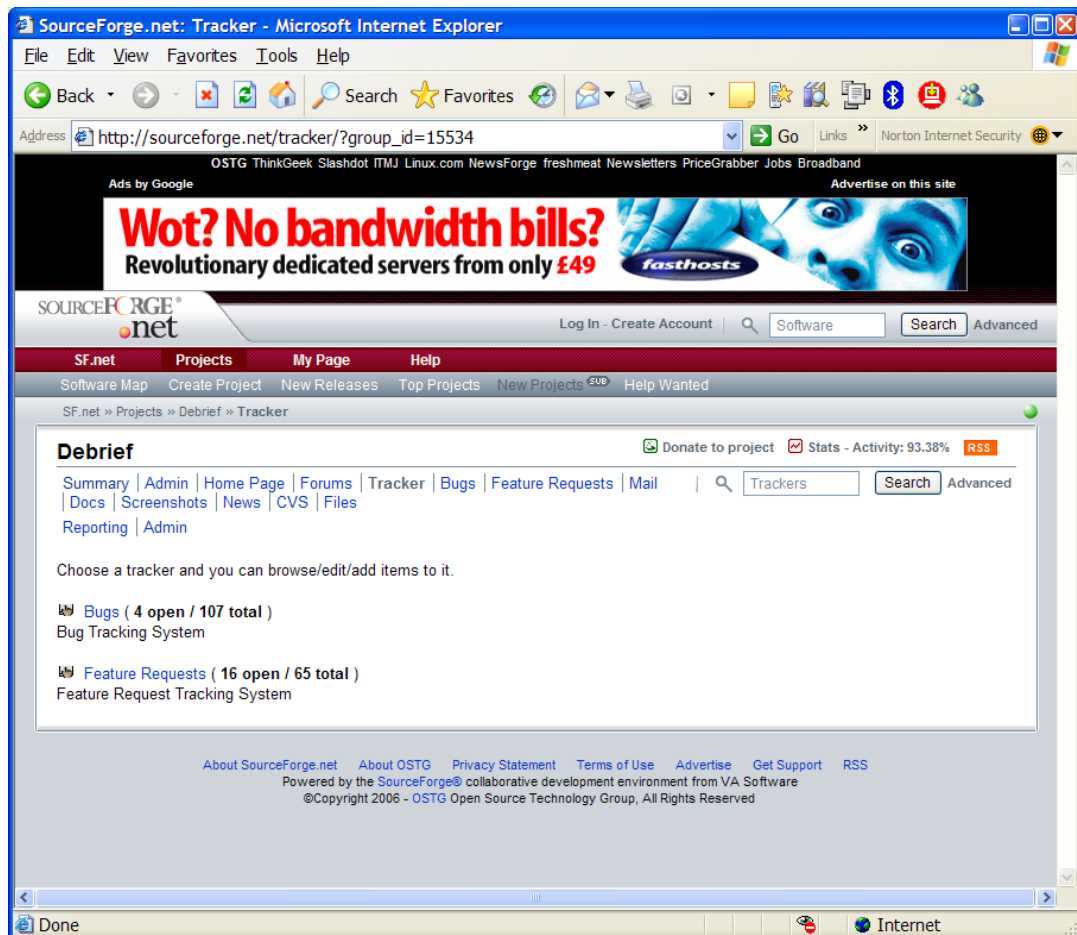 SourceForge.net: Tracker - Microsoft Internet Explorer
File Edit View Favorites Tools Help
Back Search Favorites
Address http://sourceforge.net/tracker/?group_id=15534 Go Links » Norton Internet Security
OSTG ThinkGeek Slashdot ITMJ Linux.com NewsForge freshmeat Newsletters PriceGrabber Jobs Broadband
Ads by Google Advertise on this site
Wot? No bandwidth bills?
Revolutionary dedicated servers from only £49 fasthosts
SOURCEFORGE®
.net
Log In - Create Account | Software Search Advanced
SF.net Projects My Page Help
Software Map Create Project New Releases Top Projects New Projects SUB Help Wanted
SF.net » Projects » Debrief » Tracker
Debrief Donate to project Stats - Activity: 93.38% RSS
Summary | Admin | Home Page | Forums | Tracker | Bugs | Feature Requests | Mail | Trackers Search Advanced
| Docs | Screenshots | News | CVS | Files
Reporting | Admin
Choose a tracker and you can browse/edit/add items to it.
Bugs ( 4 open / 107 total )
Bug Tracking System
Feature Requests ( 16 open / 65 total )
Feature Request Tracking System
About SourceForge.net About OSTG Privacy Statement Terms of Use Advertise Get Support RSS
Powered by the SourceForge® collaborative development environment from VA Software
©Copyright 2006 - OSTG Open Source Technology Group, All Rights Reserved
Done Internet